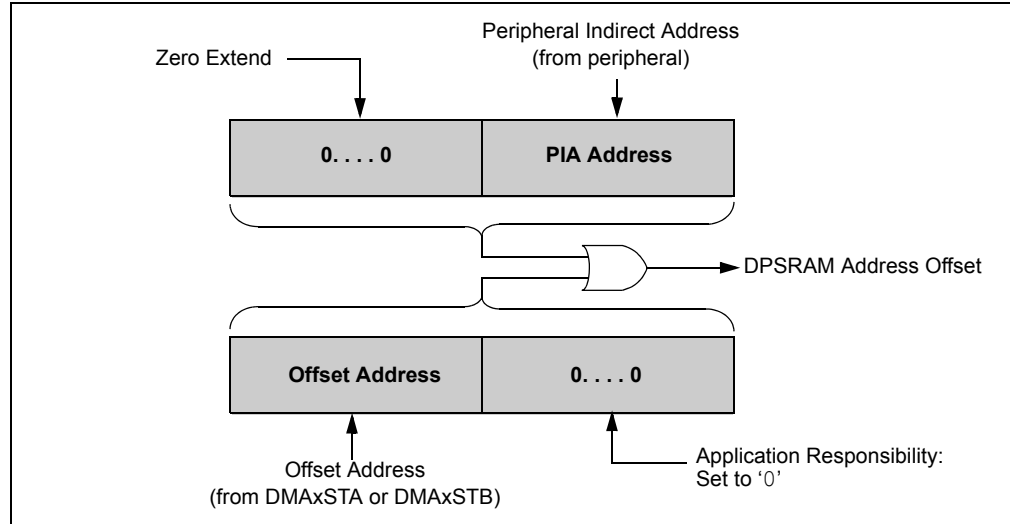 Peripheral Indirect Address
(from peripheral)
Zero Extend
0. . . . 0
PIA Address
DPSRAM Address Offset
Offset Address
0. . . . 0
Offset Address
(from DMAxSTA or DMAxSTB)
Application Responsibility:
Set to ‘0’